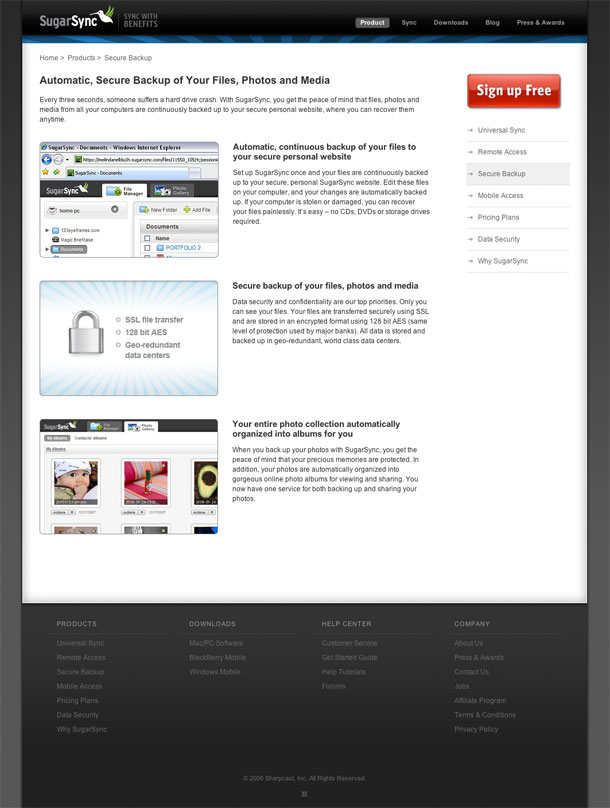 SugarSync
SYNC WITH
BENEFITS
Product Sync Downloads Blog Press & Awards
Home > Products > Secure Backup
Automatic, Secure Backup of Your Files, Photos and Media
Every three seconds, someone suffers a hard drive crash. With SugarSync, you get the peace of mind that files, photos and
media from all your computers are continuously backed up to your secure personal website, where you can recover them
anytime.
Sign up Free
Universal Sync
Remote Access
Secure Backup
Mobile Access
Pricing Plans
Data Security
Why SugarSync
SugarSync - Documents - Windows Internet Explorer
SugarSync - Documents
SugarSync
File
Manager
Photo
Gallery
home pc
New Folder Add File
123eyeframes.com
Magic Briefcase
Documents
Documents
Name
PORTFOLIO 2
Automatic, continuous backup of your files to
your secure personal website
Set up SugarSync once and your files are continuously backed
up to your secure, personal SugarSync website. Edit these files
on your computer, and your changes are automatically backed
up. If your computer is stolen or damaged, you can recover
your files painlessly. It's easy – no CDs, DVDs or storage drives
required.
SSL file transfer
128 bit AES
Geo-redundant
data centers
Secure backup of your files, photos and media
Data security and confidentiality are our top priorities. Only you
can see your files. Your files are transferred securely using SSL
and are stored in an encrypted format using 128 bit AES (same
level of protection used by major banks). All data is stored and
backed up in geo-redundant, world class data centers.
SugarSync
File
Manager
Photo
Gallery
My Albums Contacts' Albums
My Albums
Actions 12/17/2007
Actions 12/17/2007
Actions
Your entire photo collection automatically
organized into albums for you
When you back up your photos with SugarSync, you get the
peace of mind that your precious memories are protected. In
addition, your photos are automatically organized into
gorgeous online photo albums for viewing and sharing. You
now have one service for both backing up and sharing your
photos.
PRODUCTS
Universal Sync
Remote Access
Secure Backup
Mobile Access
Pricing Plans
Data Security
Why SugarSync
DOWNLOADS
Mac/PC Software
BlackBerry Mobile
Windows Mobile
HELP CENTER
Customer Service
Get Started Guide
Help Tutorials
Forums
COMPANY
About Us
Press & Awards
Contact Us
Jobs
Affiliate Program
Terms & Conditions
Privacy Policy
© 2008 Sharpcast, Inc. All Rights Reserved.